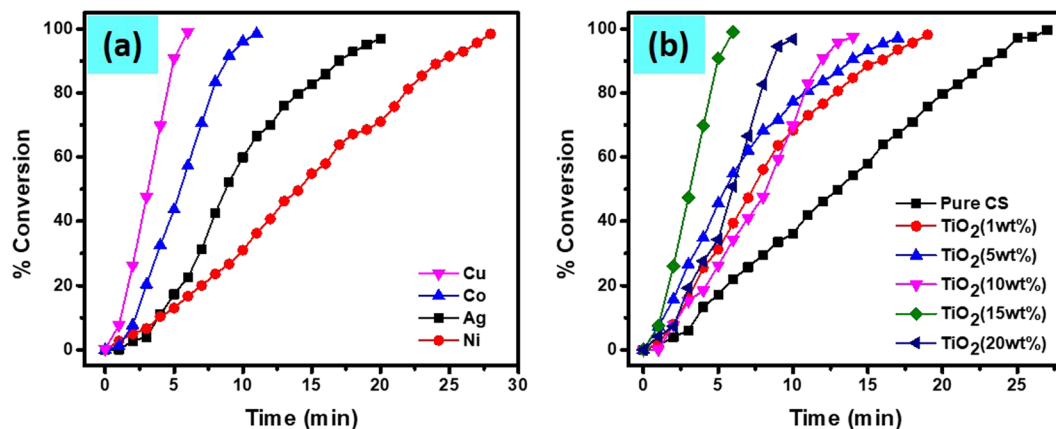 (a)
% Conversion
100
80
60
40
20
0
Cu
Co
Ag
Ni
0 5 10 15 20 25 30
Time (min)
(b)
% Conversion
100
80
60
40
20
0
Pure CS
TiO2(1wt%)
TiO2(5wt%)
TiO2(10wt%)
TiO2(15wt%)
TiO2(20wt%)
0 5 10 15 20 25
Time (min)